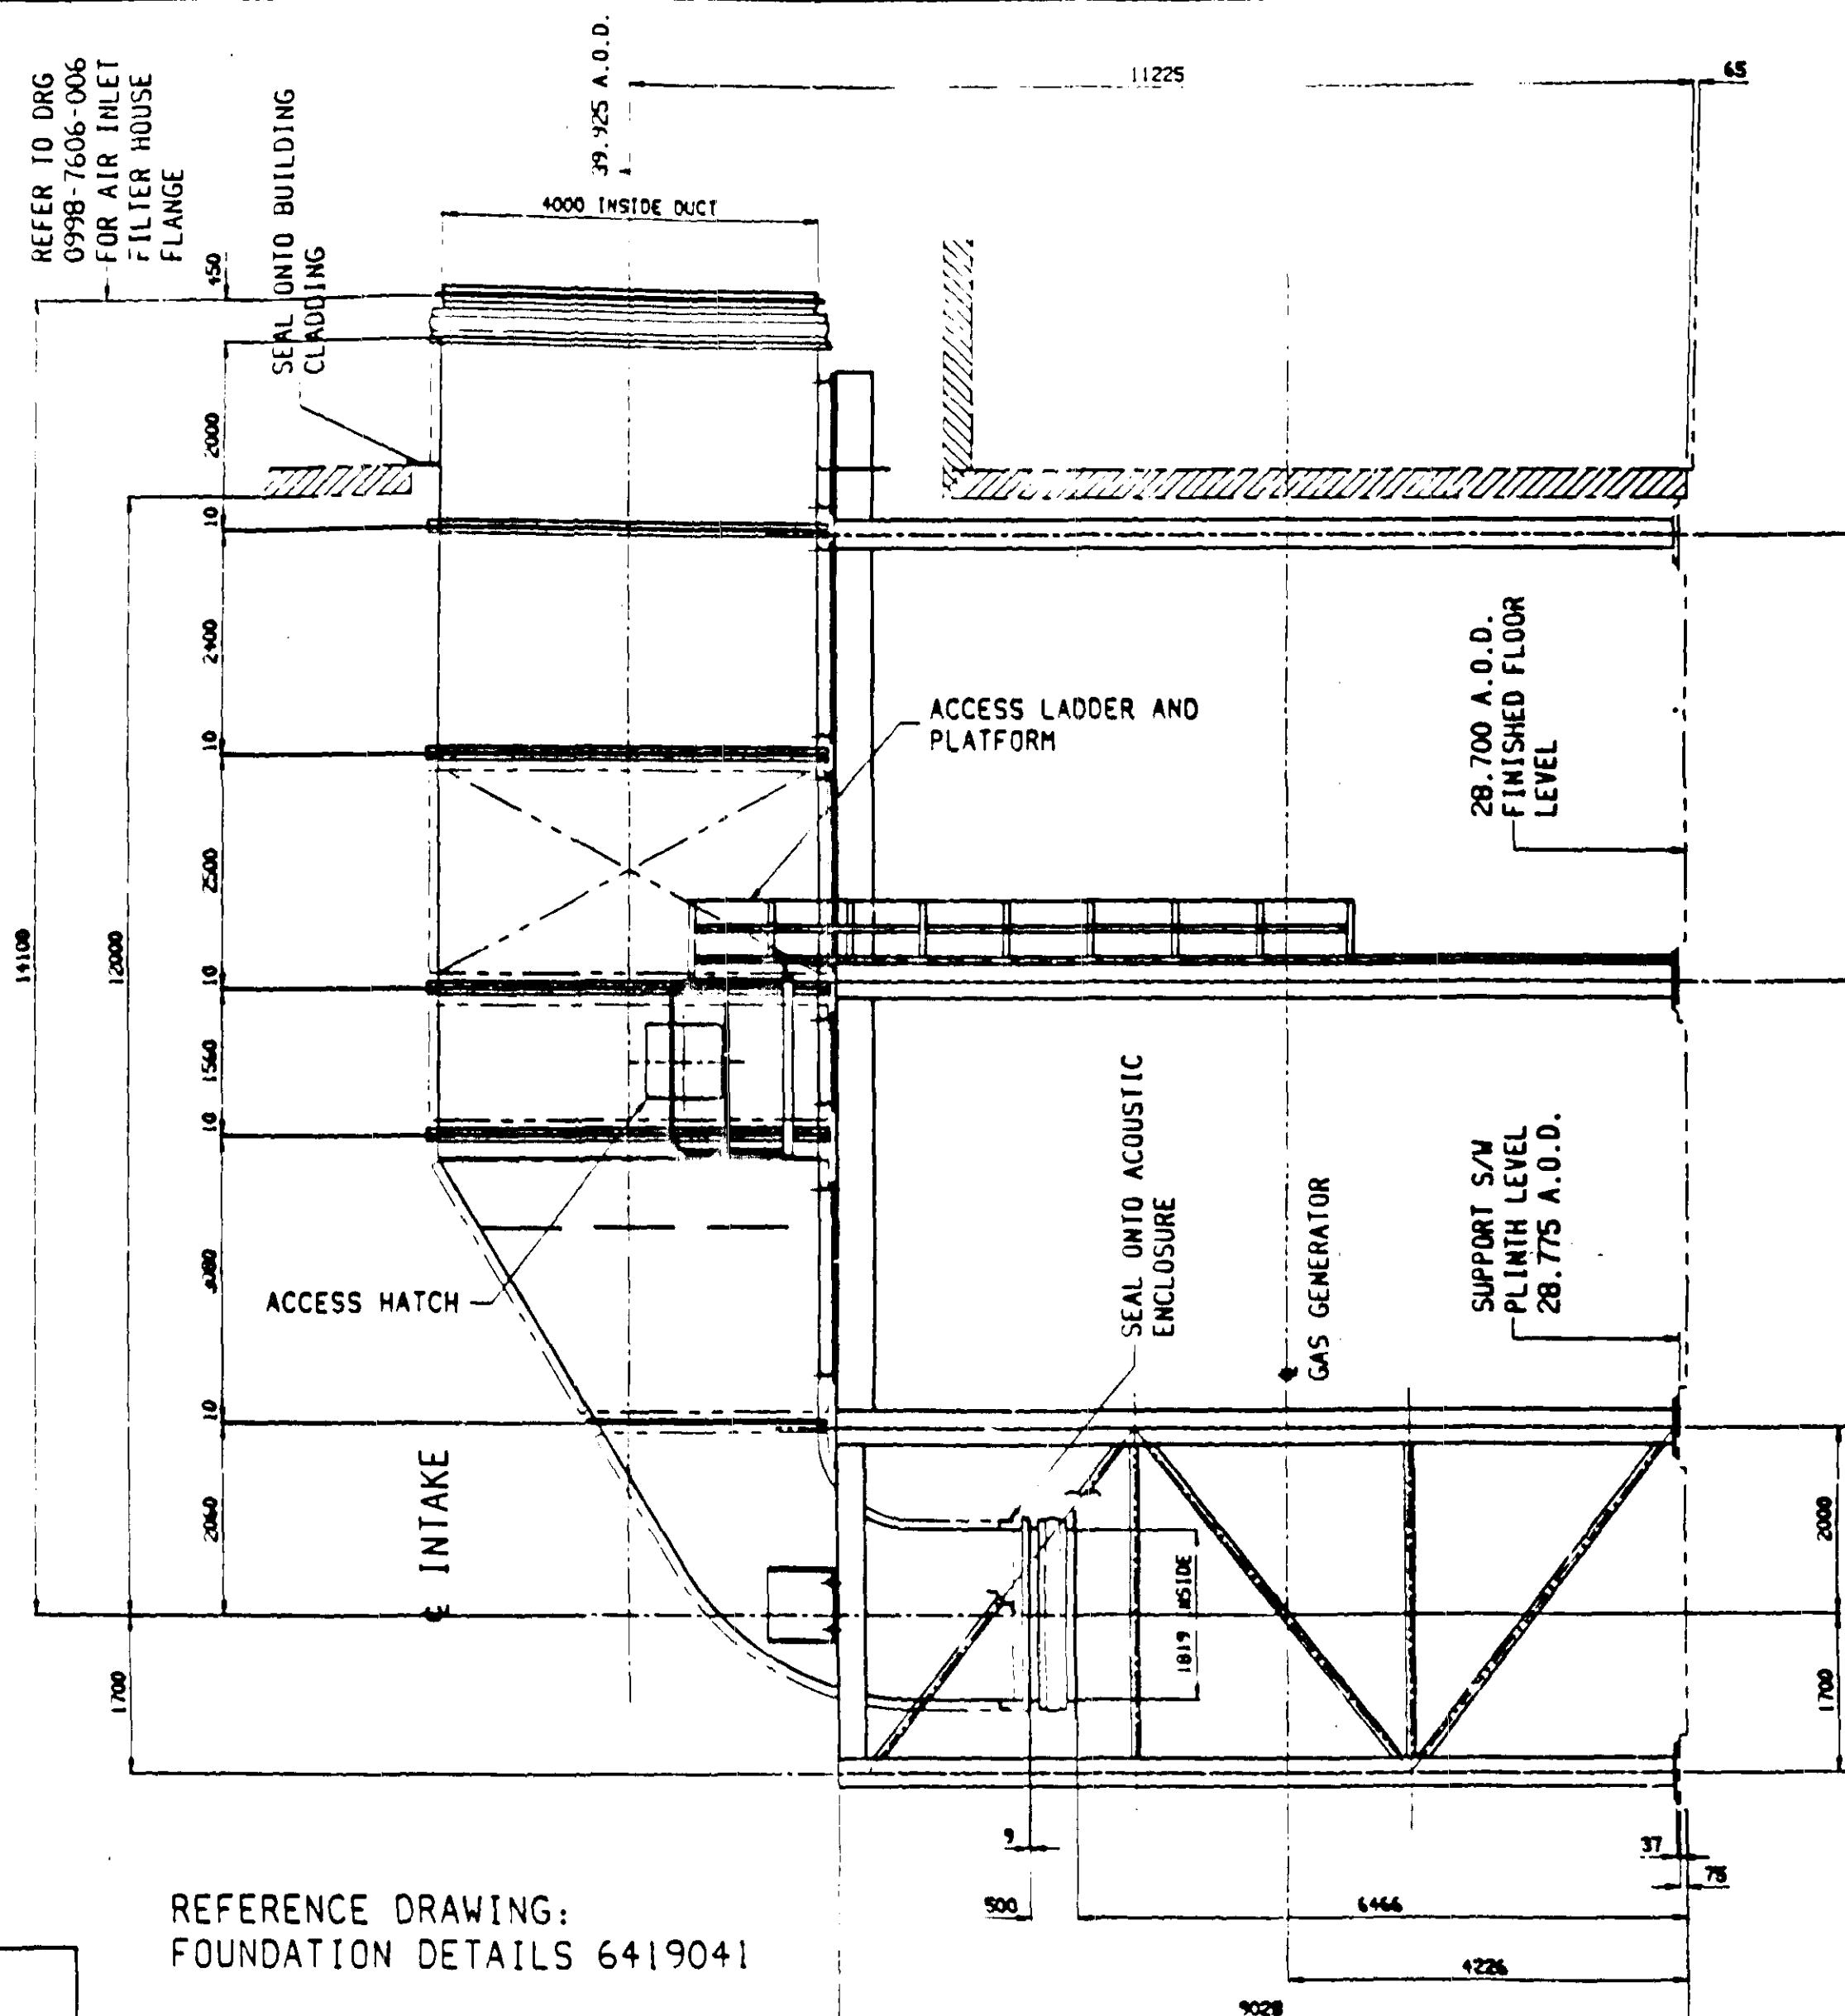 REFER TO DRG
0998-7606-006
FOR AIR INLET
FILTER HOUSE
FLANGE
SEAL ONTO BUILDING
CLADDING
39.925 A.O.D.
11225
65
4000 INSIDE DUCT
450
2000
10
2400
10
2500
10
1560
10
3080
10
2060
14100
12000
1700
ACCESS LADDER AND
PLATFORM
28.700 A.O.D.
FINISHED FLOOR
LEVEL
ACCESS HATCH
SEAL ONTO ACOUSTIC
ENCLOSURE
GAS GENERATOR
SUPPORT S/W
PLINTH LEVEL
28.775 A.O.D.
℄ INTAKE
1819 INSIDE
2000
1700
9
500
37
75
6466
4226
9028
REFERENCE DRAWING:
FOUNDATION DETAILS 6419041